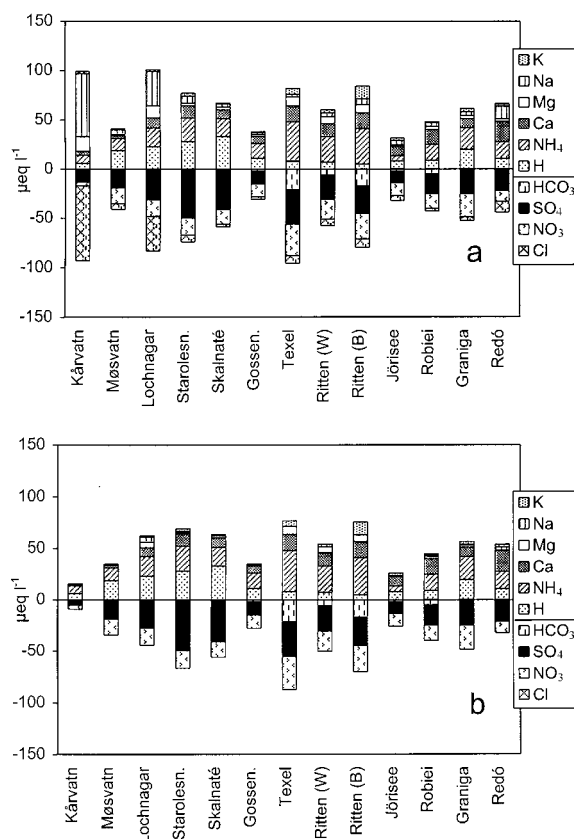 150
100
50
0
-50
-100
-150
µeq l⁻¹
K
Na
Mg
Ca
NH₄
H
HCO₃
SO₄
NO₃
Cl
a
Kårvatn
Møsvatn
Lochnagar
Starolesn.
Skalnaté
Gossen.
Texel
Ritten (W)
Ritten (B)
Jörisee
Robiei
Graniga
Redó
150
100
50
0
-50
-100
-150
µeq l⁻¹
K
Na
Mg
Ca
NH₄
H
HCO₃
SO₄
NO₃
Cl
b
Kårvatn
Møsvatn
Lochnagar
Starolesn.
Skalnaté
Gossen.
Texel
Ritten (W)
Ritten (B)
Jörisee
Robiei
Graniga
Redó